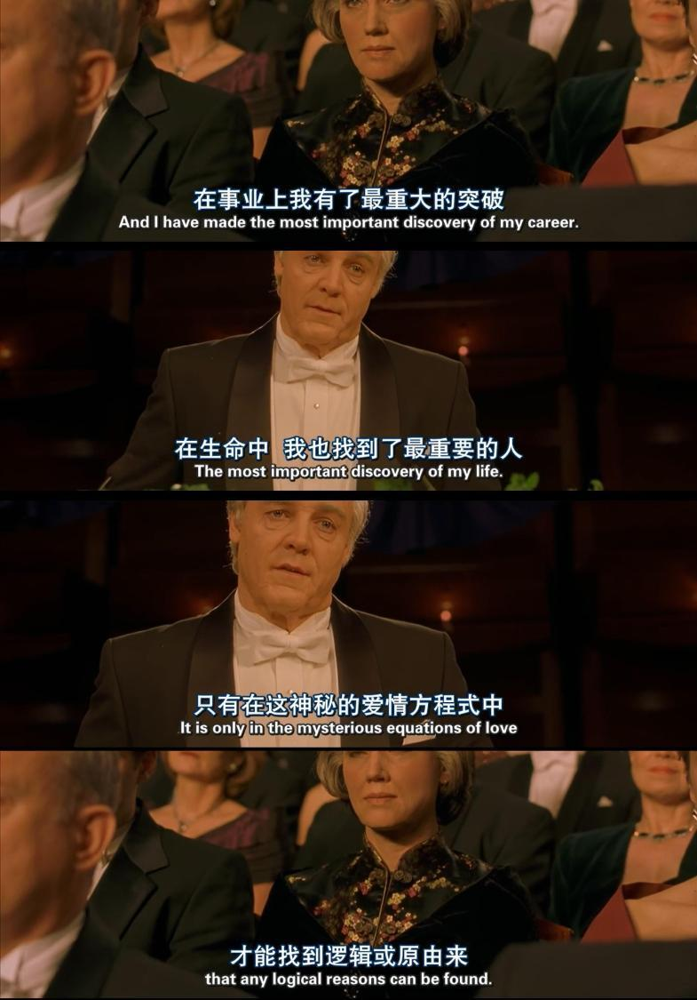 在事业上我有了最重大的突破
And I have made the most important discovery of my career.
在生命中 我也找到了最重要的人
The most important discovery of my life.
只有在这神秘的爱情方程式中
It is only in the mysterious equations of love
才能找到逻辑或原由来
that any logical reasons can be found.